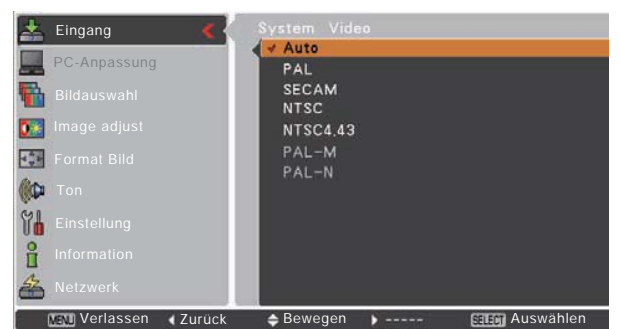 Eingang
PC-Anpassung
Bildauswahl
Image adjust
Format Bild
Ton
Einstellung
Information
Netzwerk
System Video
Auto
PAL
SECAM
NTSC
NTSC4.43
PAL-M
PAL-N
MENU Verlassen Zurück Bewegen ----- SELECT Auswählen